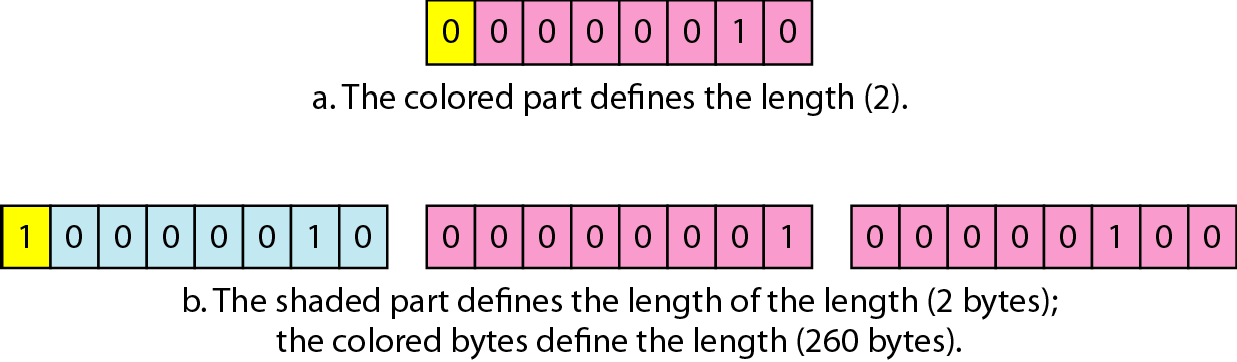 0 0 0 0 0 0 1 0
a. The colored part defines the length (2).
1 0 0 0 0 0 1 0 0 0 0 0 0 0 0 1 0 0 0 0 0 1 0 0
b. The shaded part defines the length of the length (2 bytes);
the colored bytes define the length (260 bytes).